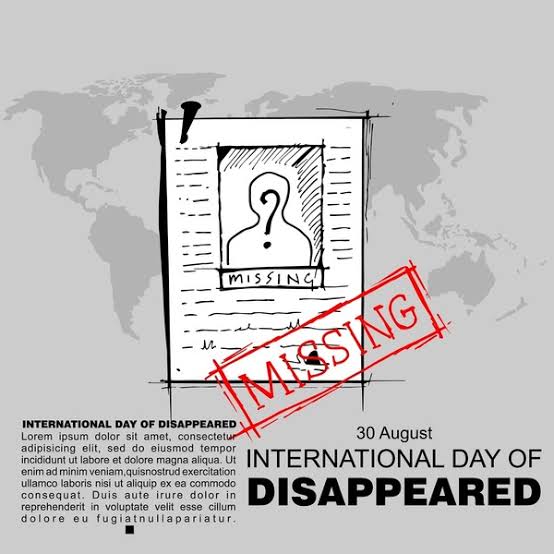 MISSING
MISSING
INTERNATIONAL DAY OF DISAPPEARED
Lorem ipsum dolor sit amet, consectetur
adipiscing elit, sed do eiusmod tempor
incididunt ut labore et dolore magna aliqua. Ut
enim ad minim veniam,quisnostrud exercitation
ullamco laboris nisi ut aliquip ex ea commodo
consequat. Duis aute irure dolor in
reprehenderit in voluptate velit esse cillum
dolore eu fugiatnullapariatur.
30 August
INTERNATIONAL DAY OF
DISAPPEARED